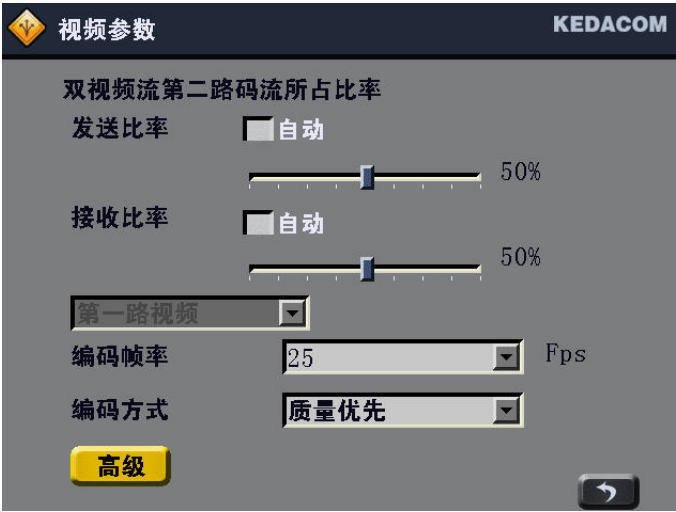 视频参数 KEDACOM
双视频流第二路码流所占比率
发送比率 自动
50%
接收比率 自动
50%
第一路视频
编码帧率 25 Fps
编码方式 质量优先
高级